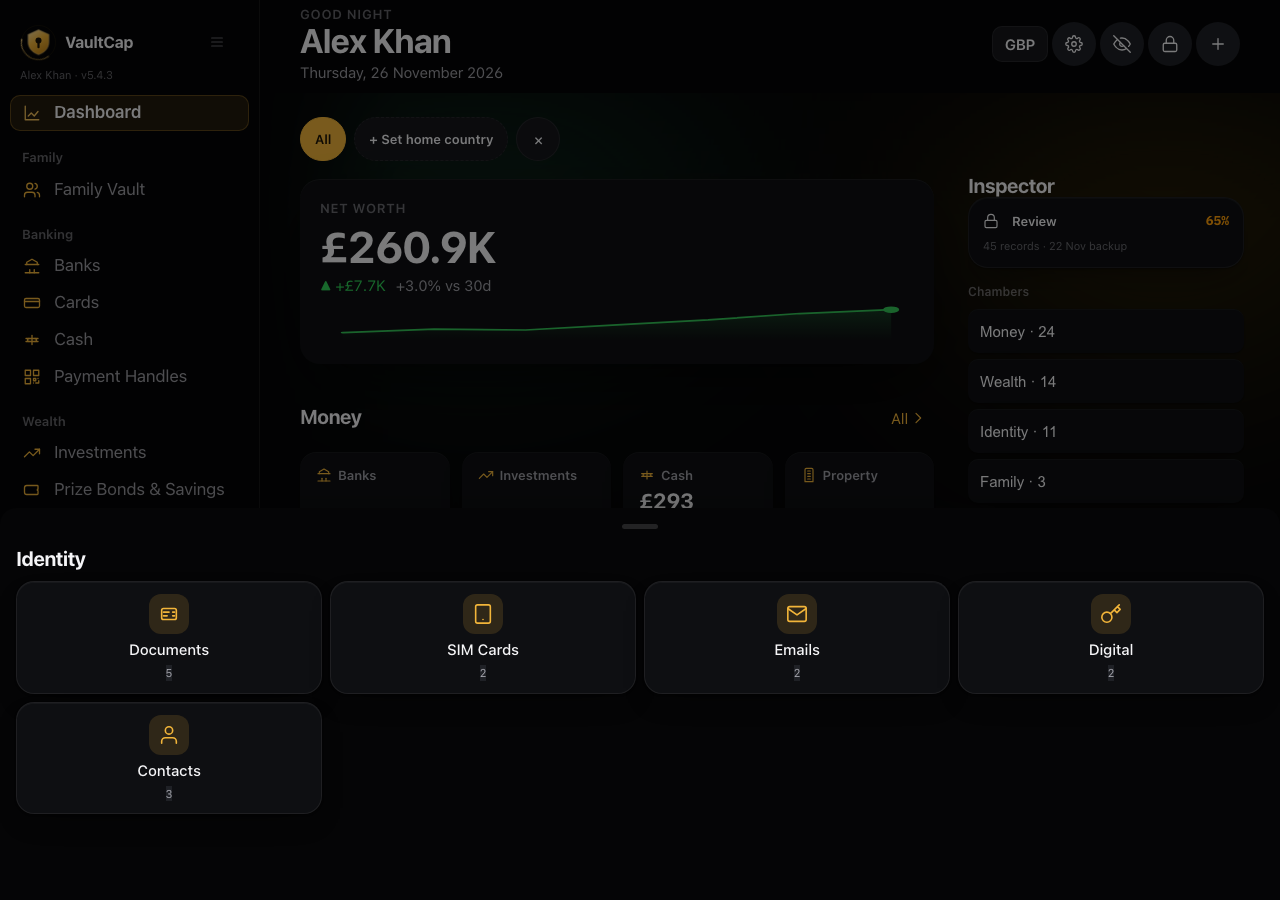 VaultCap
Alex Khan · v5.4.3
Dashboard
Family
Family Vault
Banking
Banks
Cards
Cash
Payment Handles
Wealth
Investments
Prize Bonds & Savings
GOOD NIGHT
Alex Khan
Thursday, 26 November 2026
GBP
All
+ Set home country
×
NET WORTH
£260.9K
▲ +£7.7K +3.0% vs 30d
Money
All >
Banks
Investments
Cash
£293
Property
Inspector
Review 65%
45 records · 22 Nov backup
Chambers
Money · 24
Wealth · 14
Identity · 11
Family · 3
Identity
Documents
5
SIM Cards
2
Emails
2
Digital
2
Contacts
3